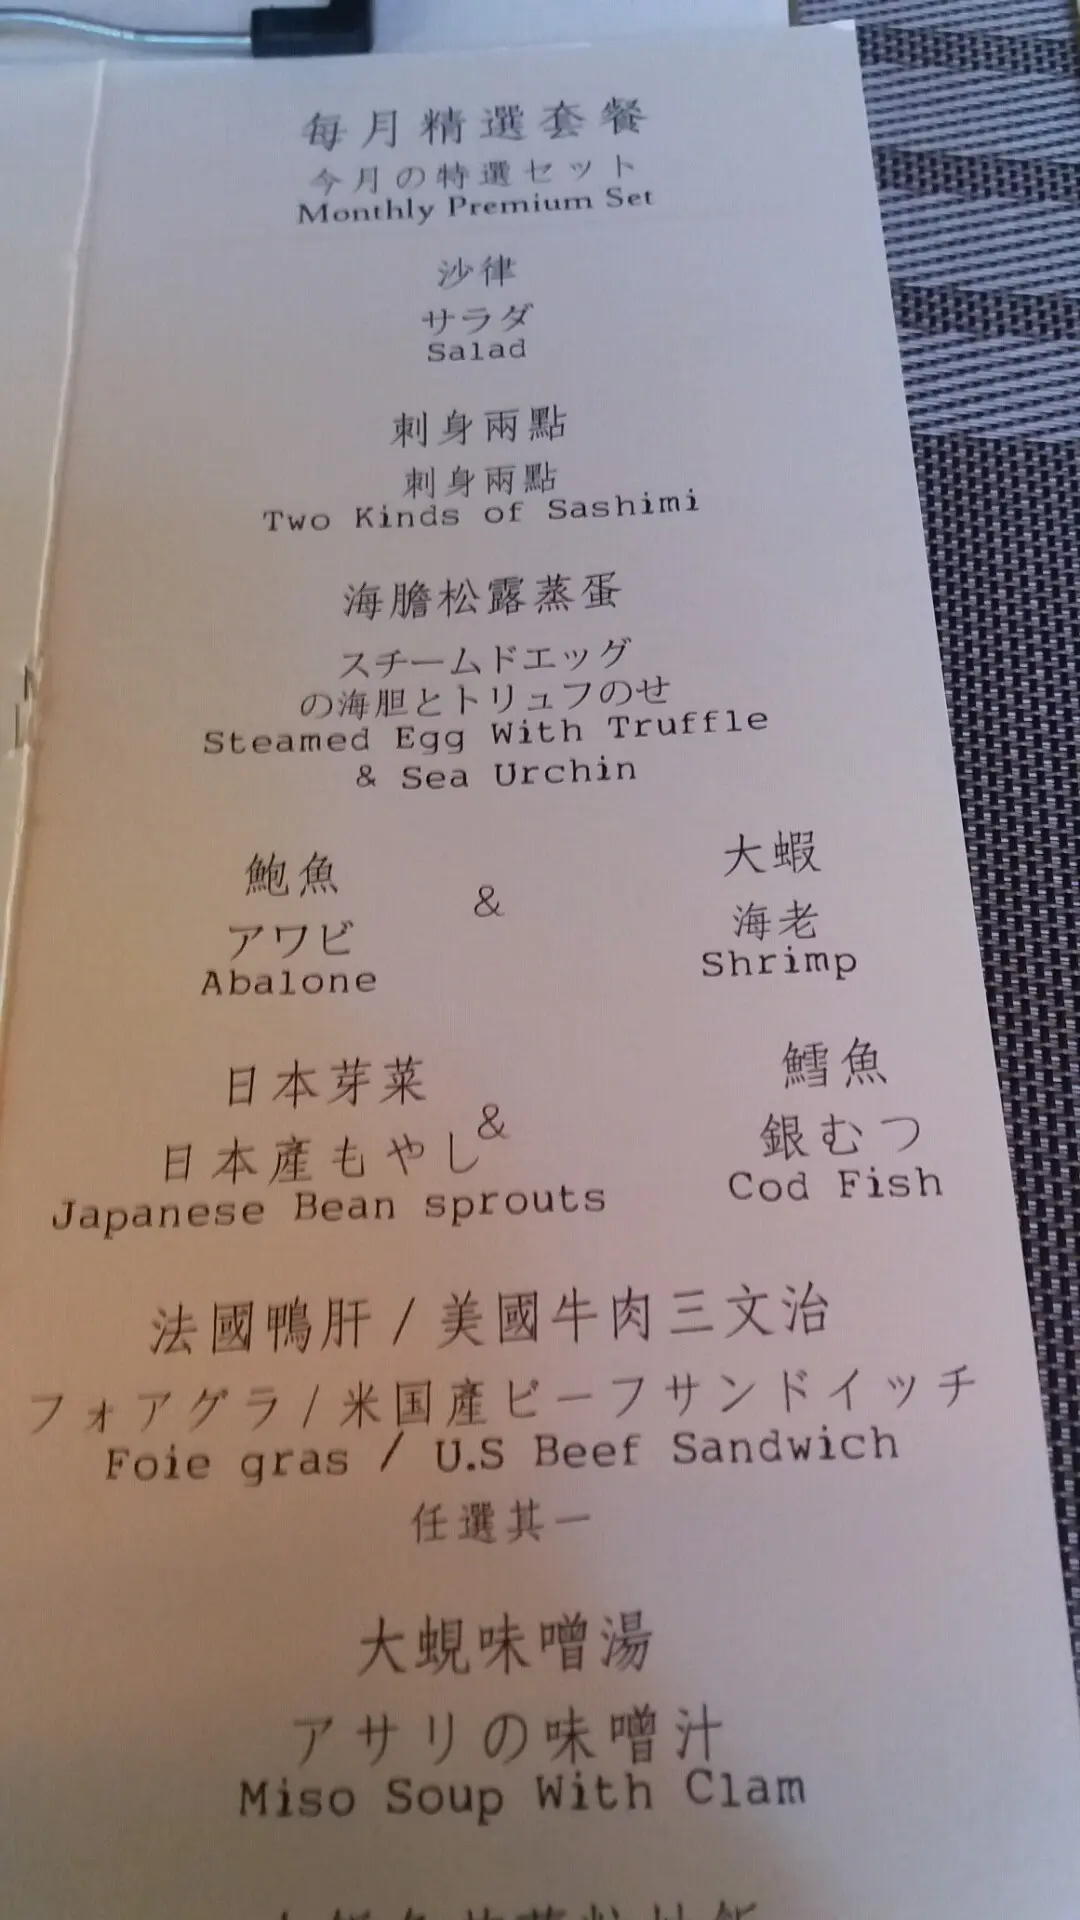 每月精選套餐
今月の特選セット
Monthly Premium Set
沙律
サラダ
Salad
刺身兩點
刺身兩點
Two Kinds of Sashimi
海膽松露蒸蛋
スチームドエッグ
の海胆とトリュフのせ
Steamed Egg With Truffle
& Sea Urchin
鮑魚
アワビ
Abalone
&
大蝦
海老
Shrimp
日本芽菜
日本產もやし
Japanese Bean sprouts
&
鱈魚
銀むつ
Cod Fish
法國鴨肝 / 美國牛肉三文治
フォアグラ/米国産ビーフサンドイッチ
Foie gras / U.S Beef Sandwich
任選其一
大蜆味噌湯
アサリの味噌汁
Miso Soup With Clam